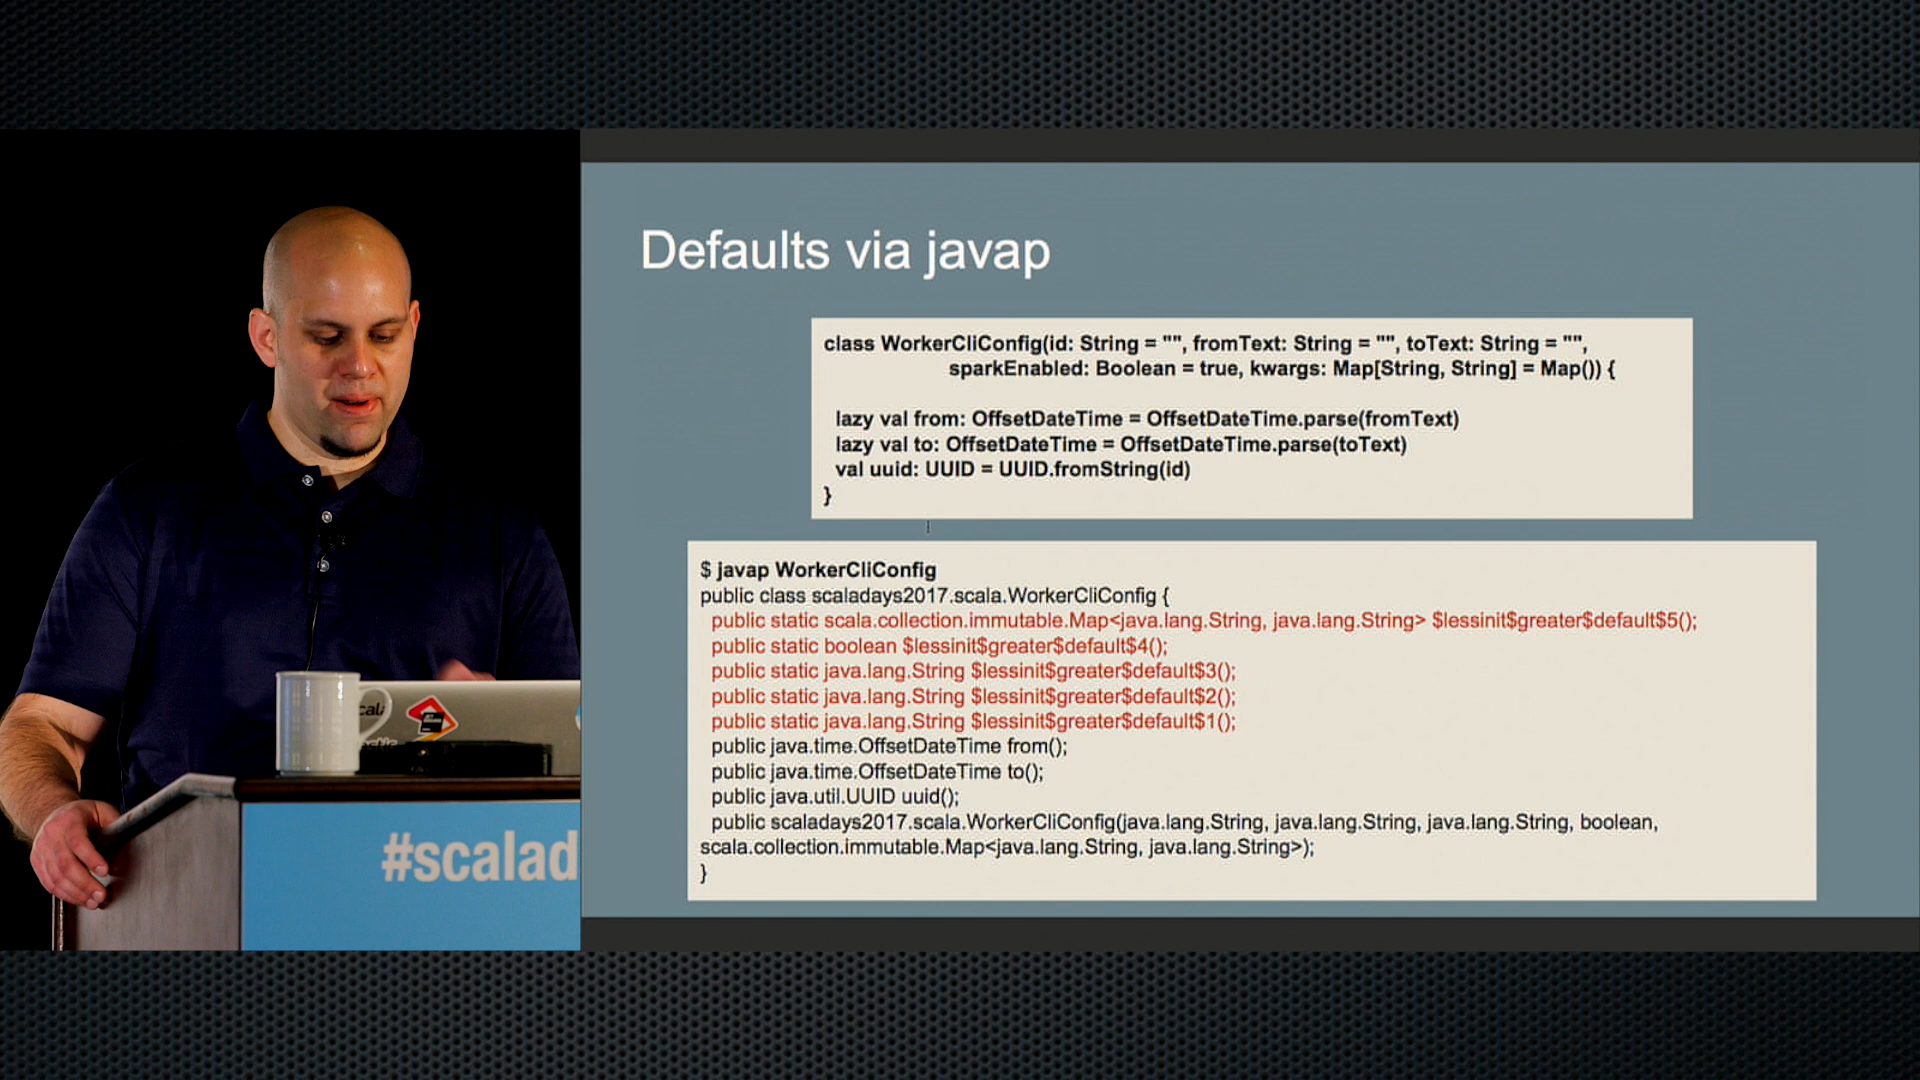 Defaults via javap
class WorkerCliConfig(id: String = "", fromText: String = "", toText: String = "",
sparkEnabled: Boolean = true, kwargs: Map[String, String] = Map()) {
lazy val from: OffsetDateTime = OffsetDateTime.parse(fromText)
lazy val to: OffsetDateTime = OffsetDateTime.parse(toText)
val uuid: UUID = UUID.fromString(id)
}
$ javap WorkerCliConfig
public class scaladays2017.scala.WorkerCliConfig {
public static scala.collection.immutable.Map<java.lang.String, java.lang.String> $lessinit$greater$default$5();
public static boolean $lessinit$greater$default$4();
public static java.lang.String $lessinit$greater$default$3();
public static java.lang.String $lessinit$greater$default$2();
public static java.lang.String $lessinit$greater$default$1();
public java.time.OffsetDateTime from();
public java.time.OffsetDateTime to();
public java.util.UUID uuid();
public scaladays2017.scala.WorkerCliConfig(java.lang.String, java.lang.String, java.lang.String, boolean,
scala.collection.immutable.Map<java.lang.String, java.lang.String>);
}
#scalad